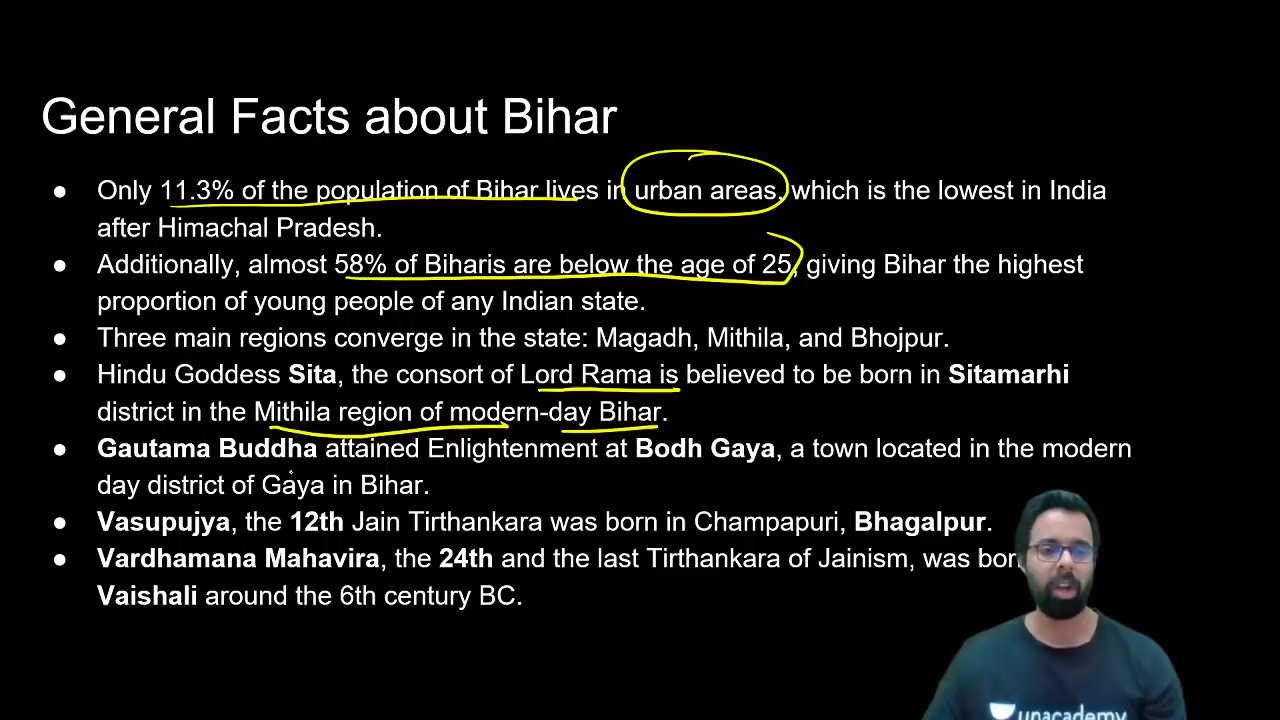 General Facts about Bihar
● Only 11.3% of the population of Bihar lives in urban areas, which is the lowest in India
after Himachal Pradesh.
● Additionally, almost 58% of Biharis are below the age of 25, giving Bihar the highest
proportion of young people of any Indian state.
● Three main regions converge in the state: Magadh, Mithila, and Bhojpur.
● Hindu Goddess Sita, the consort of Lord Rama is believed to be born in Sitamarhi
district in the Mithila region of modern-day Bihar.
● Gautama Buddha attained Enlightenment at Bodh Gaya, a town located in the modern
day district of Gaya in Bihar.
● Vasupujya, the 12th Jain Tirthankara was born in Champapuri, Bhagalpur.
● Vardhamana Mahavira, the 24th and the last Tirthankara of Jainism, was born
Vaishali around the 6th century BC.
unacademy